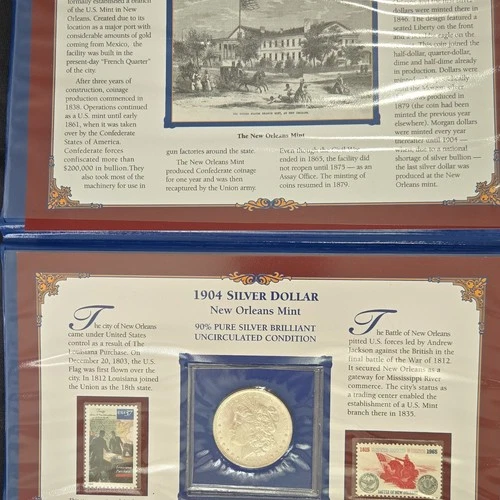 formally established a branch
of the U.S. Mint in New
Orleans. Created due to its
location as a major port with
considerable amounts of gold
coming from Mexico, the
facility was built in the
present-day "French Quarter"
of the city.
After three years of
construction, coinage
production commenced in
1838. Operations continued
as a U.S. mint until early
1861, when it was taken
over by the Confederate
States of America.
Confederate forces
confiscated more than
$200,000 in bullion. They
also took most of the
machinery for use in
The New Orleans Mint
gun factories around the state.
The New Orleans Mint
produced Confederate coinage
for one year and was then
recaptured by the Union army.
Even though the Civil War
ended in 1865, the facility did
not reopen until 1875 — as an
Assay Office. The minting of
coins resumed in 1879.
dollars were minted there in
1846. The design featured a
seated Liberty on the front
and eagle on the
This coin joined the
half-dollar, quarter-dollar,
dime and half-dime already
in production. Dollars were
produced in
1879 (the coin had been
minted the previous year
elsewhere). Morgan dollars
were minted every year
thereafter until 1904 —
when, due to a national
shortage of silver bullion —
the last silver dollar was
produced at the New
Orleans mint.
1904 SILVER DOLLAR
New Orleans Mint
90% PURE SILVER BRILLIANT
UNCIRCULATED CONDITION
The city of New Orleans
came under United States
control as a result of The
Louisiana Purchase. On
December 20, 1803, the U.S.
Flag was first flown over the
city. In 1812 Louisiana joined
the Union as the 18th state.
The Battle of New Orleans
pitted U.S. forces led by Andrew
Jackson against the British in the
final battle of the War of 1812.
It secured New Orleans as a
gateway for Mississippi River
commerce. The city's status as
a trading center enabled the
establishment of a U.S. Mint
branch there in 1835.
1815
1965